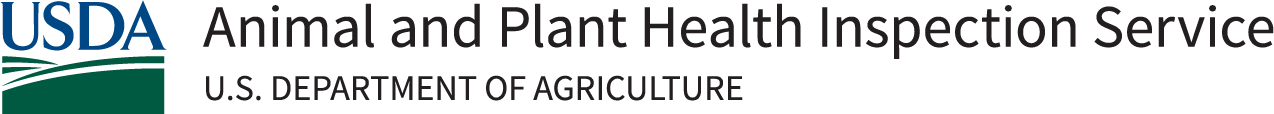 USDA
Animal and Plant Health Inspection Service
U.S. DEPARTMENT OF AGRICULTURE